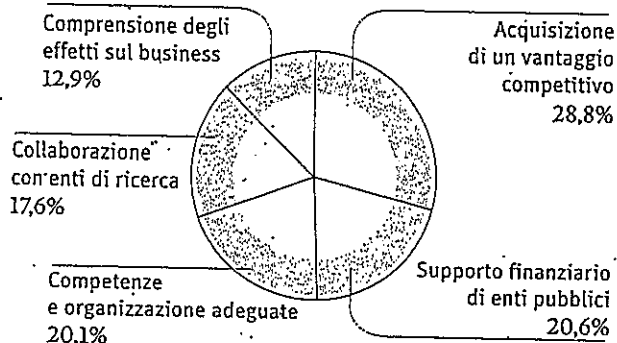 Comprensione degli
effetti sul business
12,9%
Acquisizione
di un vantaggio
competitivo
28,8%
Collaborazione
con enti di ricerca
17,6%
Competenze
e organizzazione adeguate
20,1%
Supporto finanziario
di enti pubblici
20,6%